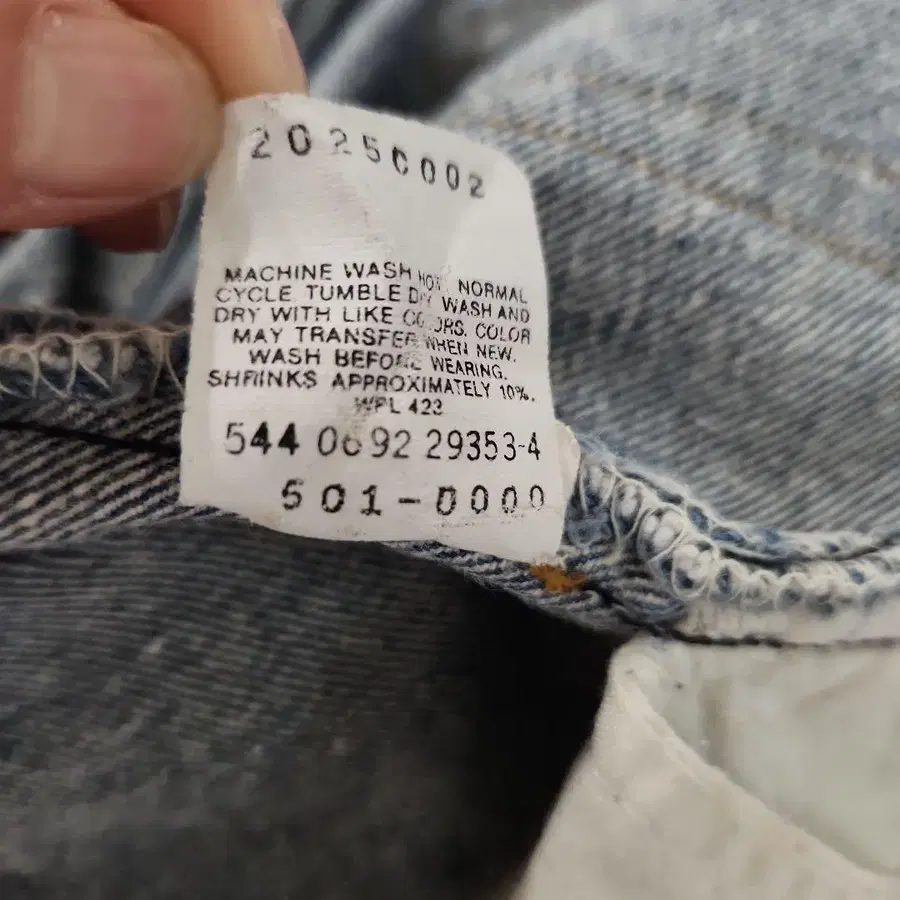 2025C002
MACHINE WASH HOT, NORMAL
CYCLE. TUMBLE DRY WASH AND
DRY WITH LIKE COLORS. COLOR
MAY TRANSFER WHEN NEW.
WASH BEFORE WEARING.
SHRINKS APPROXIMATELY 10%.
WPL 423
544 0692 29353-4
501-0000